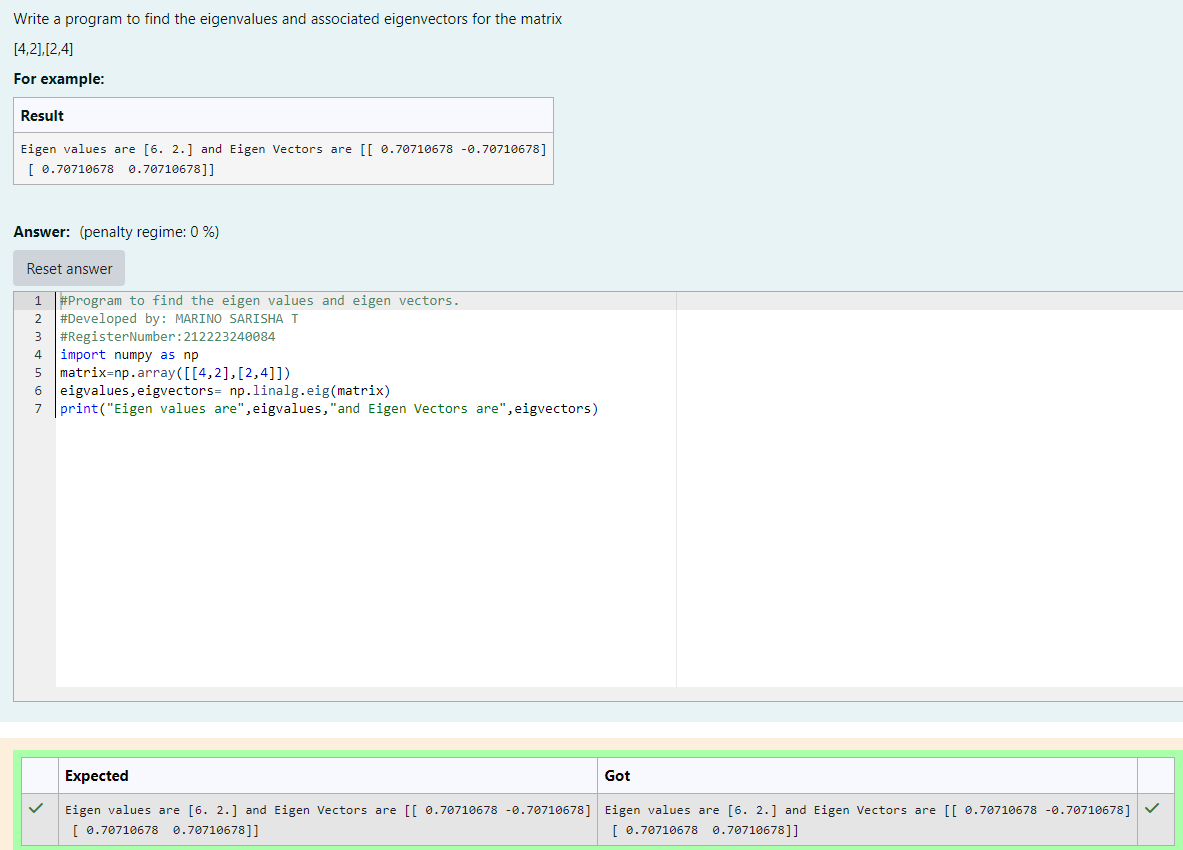 Write a program to find the eigenvalues and associated eigenvectors for the matrix
[4,2],[2,4]
For example:
Result
Eigen values are [6. 2.] and Eigen Vectors are [[ 0.70710678 -0.70710678]
 [ 0.70710678  0.70710678]]
Answer: (penalty regime: 0 %)
Reset answer
1 #Program to find the eigen values and eigen vectors.
2 #Developed by: MARINO SARISHA T
3 #RegisterNumber:212223240084
4 import numpy as np
5 matrix=np.array([[4,2],[2,4]])
6 eigvalues,eigvectors= np.linalg.eig(matrix)
7 print("Eigen values are",eigvalues,"and Eigen Vectors are",eigvectors)
Expected Got
Eigen values are [6. 2.] and Eigen Vectors are [[ 0.70710678 -0.70710678] Eigen values are [6. 2.] and Eigen Vectors are [[ 0.70710678 -0.70710678]
 [ 0.70710678  0.70710678]]  [ 0.70710678  0.70710678]]